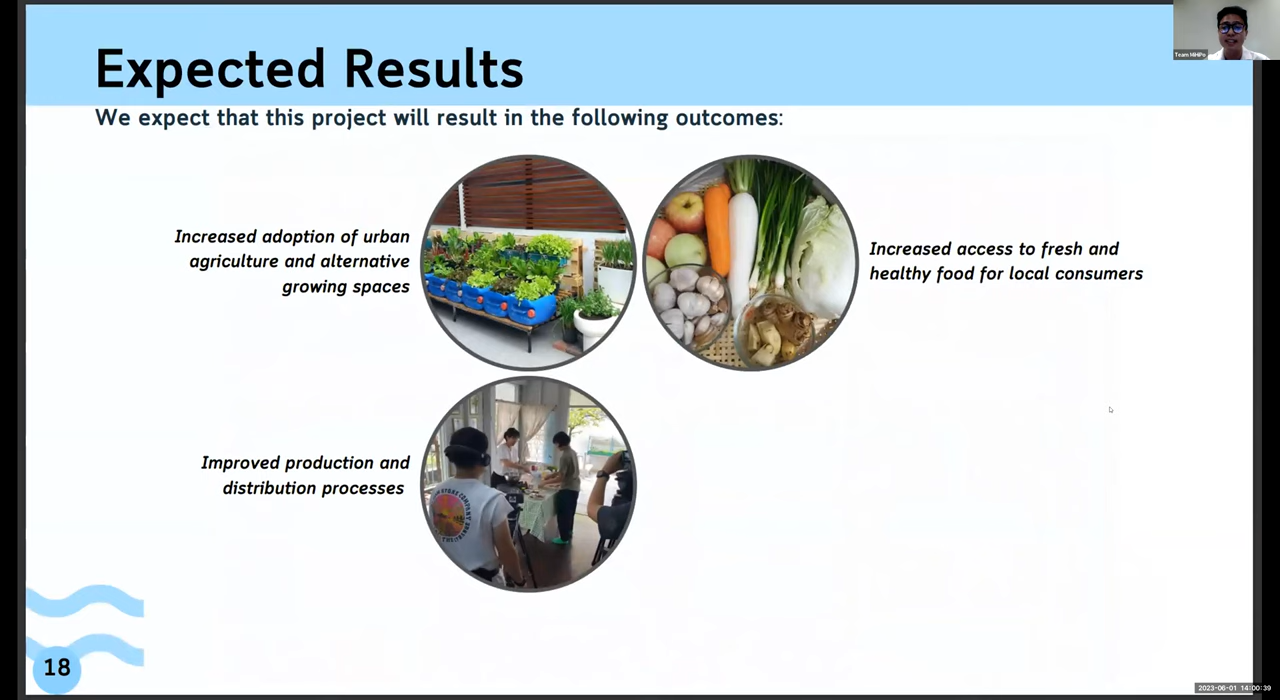 Expected Results
We expect that this project will result in the following outcomes:
Increased adoption of urban
agriculture and alternative
growing spaces
Increased access to fresh and
healthy food for local consumers
Improved production and
distribution processes
18
Team MiHiPo
2023-06-01 14:00:39